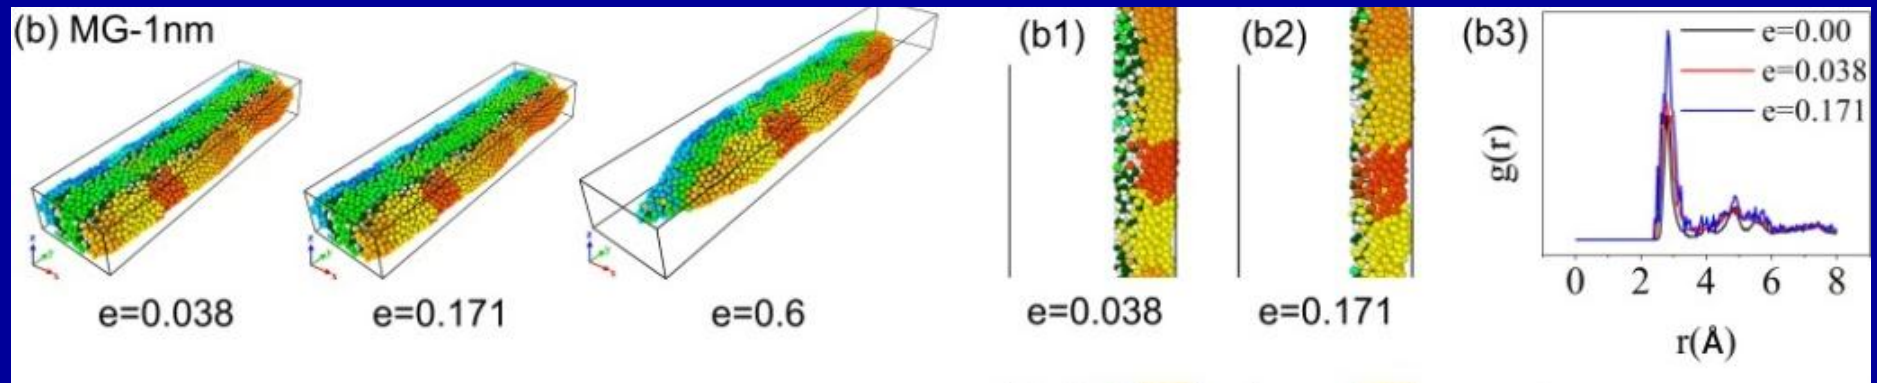 (b) MG-1nm
e=0.038
e=0.171
e=0.6
(b1)
e=0.038
(b2)
e=0.171
(b3)
e=0.00
e=0.038
e=0.171
g(r)
0 2 4 6 8
r(Å)